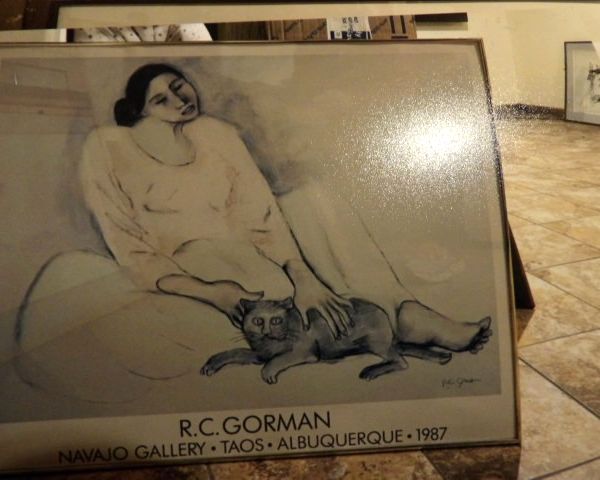 R.C.GORMAN
NAVAJO GALLERY • TAOS • ALBUQUERQUE • 1987